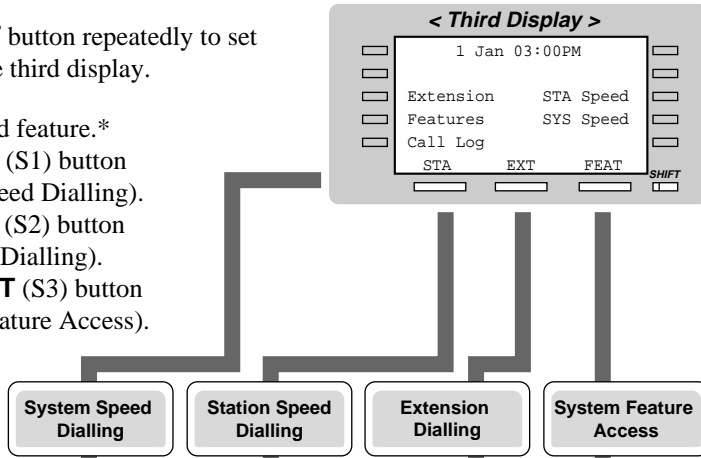 button repeatedly to set
third display.
d feature.*
(S1) button
eed Dialling).
(S2) button
Dialling).
T (S3) button
ature Access).
< Third Display >
1 Jan 03:00PM
Extension STA Speed
Features SYS Speed
Call Log
STA EXT FEAT
SHIFT
System Speed
Dialling
Station Speed
Dialling
Extension
Dialling
System Feature
Access